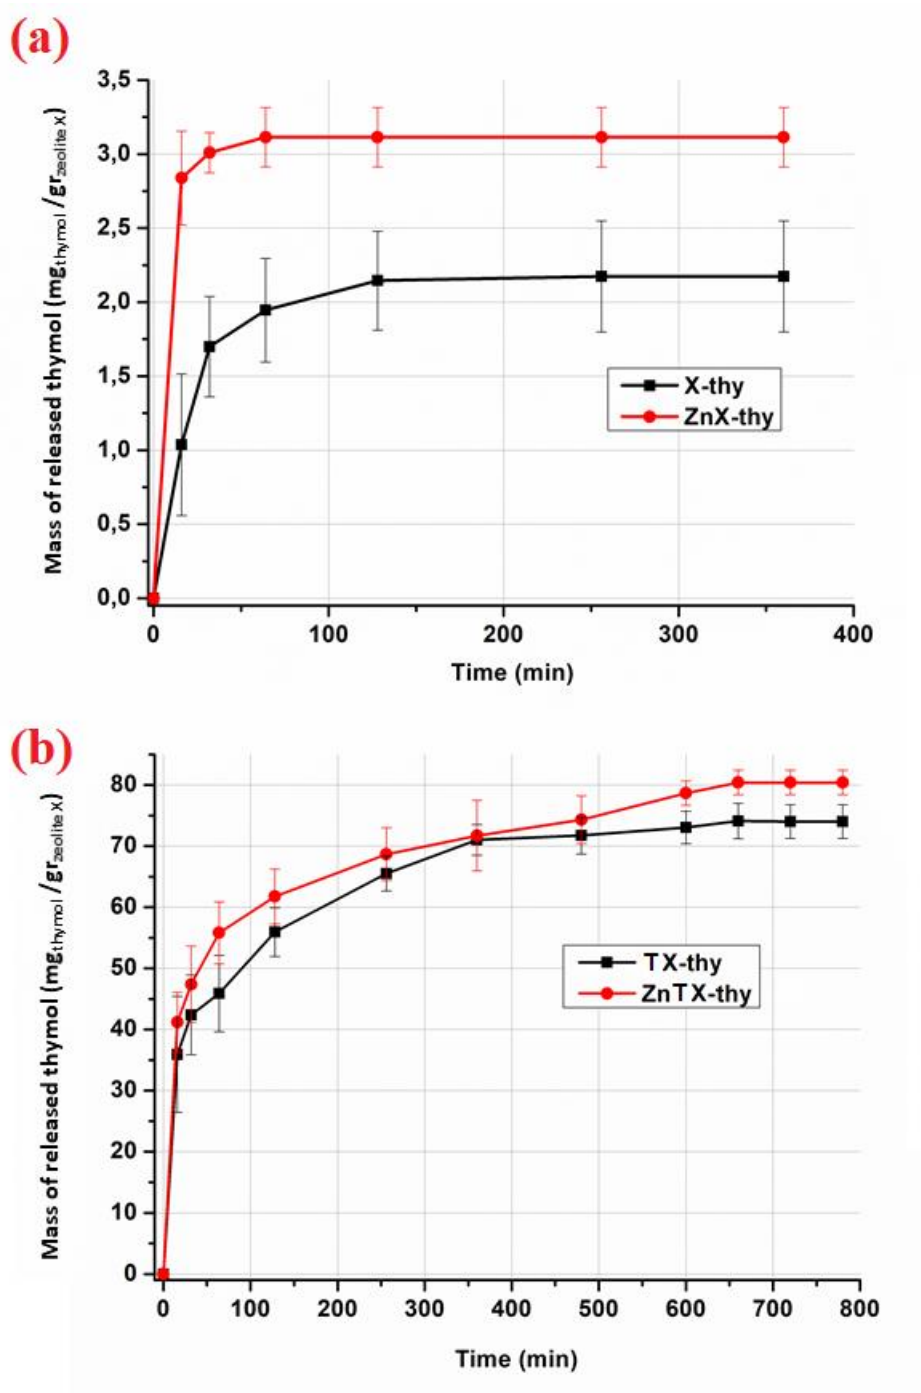 (a)
Mass of released thymol (mgthymol /grzeolite X)
3,5
3,0
2,5
2,0
1,5
1,0
0,5
0,0
X-thy
ZnX-thy
0 100 200 300 400
Time (min)
(b)
Mass of released thymol (mgthymol /grzeolite X)
80
70
60
50
40
30
20
10
0
TX-thy
ZnTX-thy
0 100 200 300 400 500 600 700 800
Time (min)